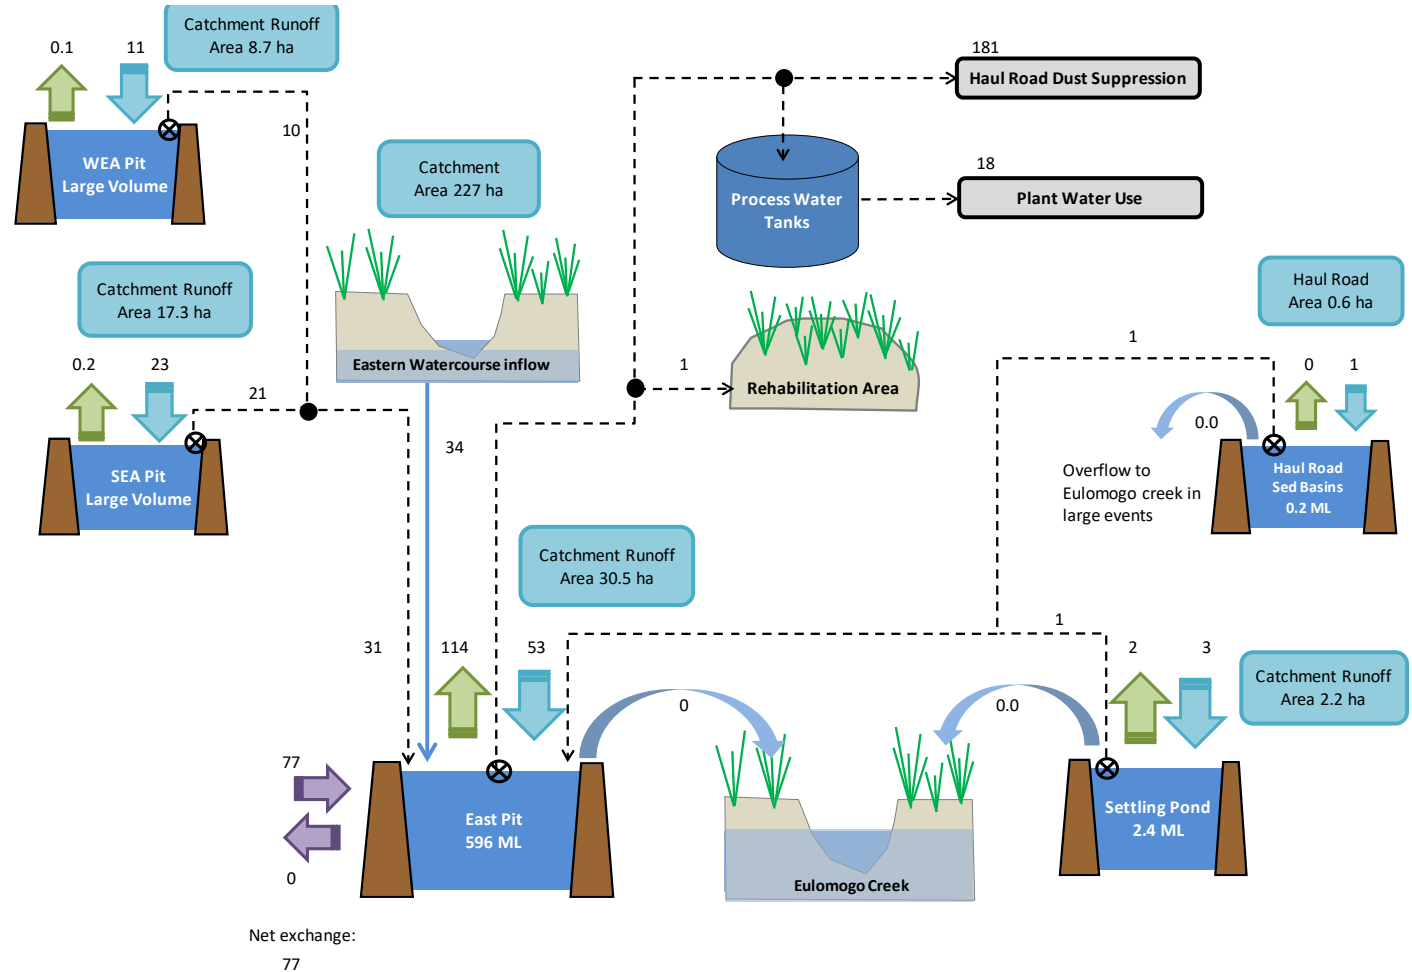 Catchment Runoff
Area 8.7 ha
0.1
11
WEA Pit
Large Volume
10
Catchment
Area 227 ha
181
Haul Road Dust Suppression
18
Plant Water Use
Process Water
Tanks
Catchment Runoff
Area 17.3 ha
0.2
23
21
SEA Pit
Large Volume
Eastern Watercourse inflow
34
1
Rehabilitation Area
Haul Road
Area 0.6 ha
1
0
1
0.0
Overflow to
Eulomogo creek in
large events
Haul Road
Sed Basins
0.2 ML
Catchment Runoff
Area 30.5 ha
31
114
53
0
0.0
1
2
3
Catchment Runoff
Area 2.2 ha
77
0
East Pit
596 ML
Eulomogo Creek
Settling Pond
2.4 ML
Net exchange:
77